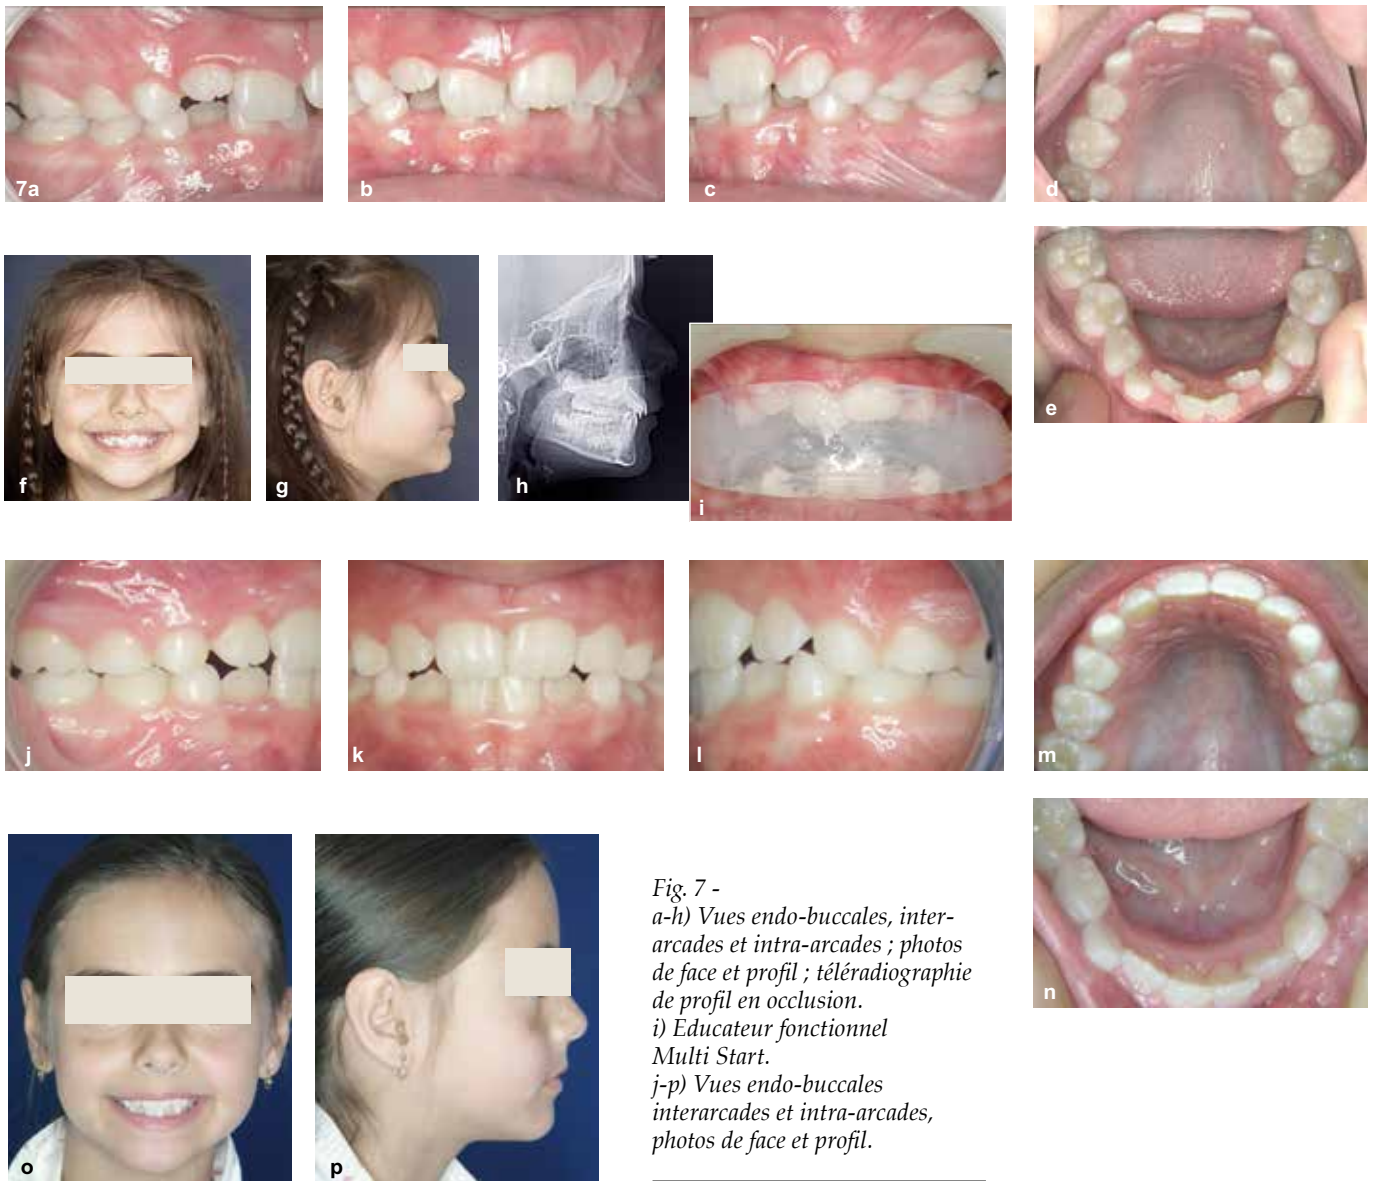 7a
b
c
d
e
f
g
h
i
j
k
l
m
n
o
p
Fig. 7 -
a-h) Vues endo-buccales, inter-
arcades et intra-arcades ; photos
de face et profil ; téléradiographie
de profil en occlusion.
i) Educateur fonctionnel
Multi Start.
j-p) Vues endo-buccales
interarcades et intra-arcades,
photos de face et profil.